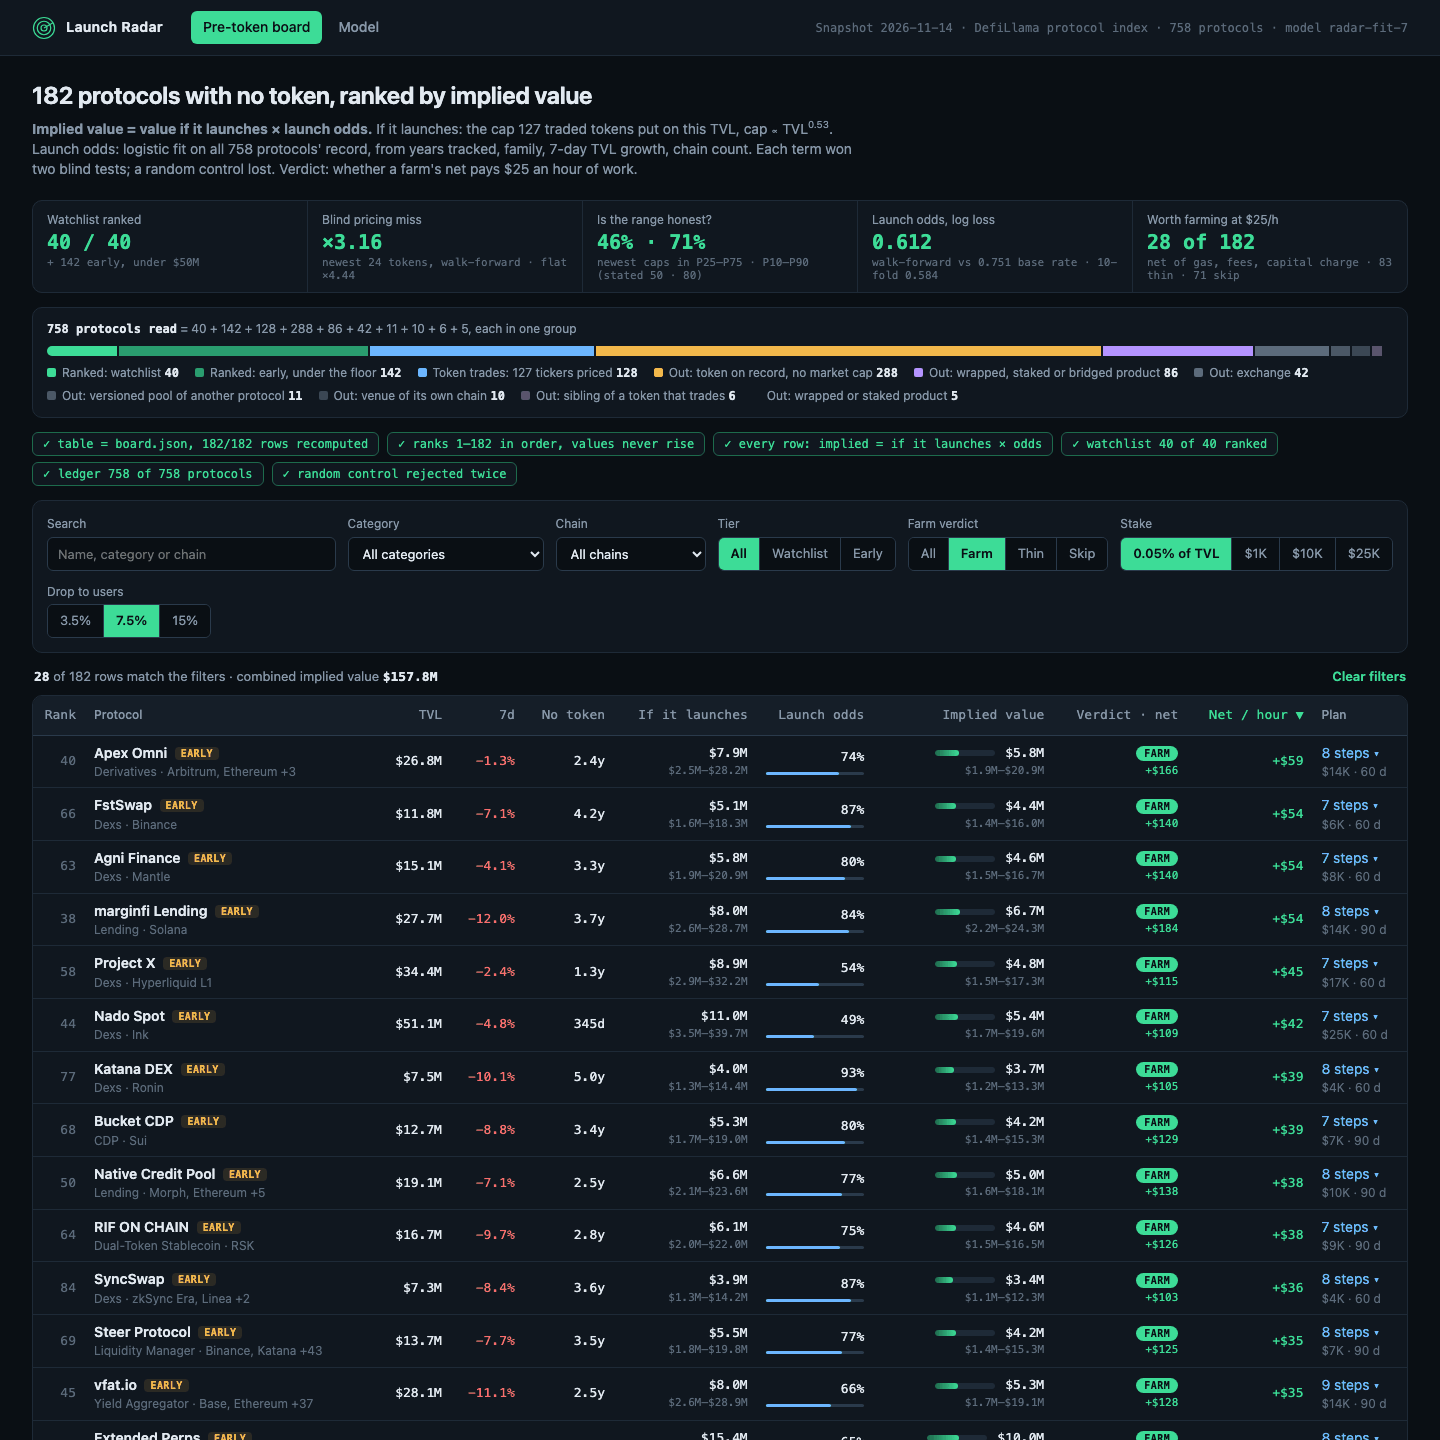 Launch Radar
Pre-token board
Model
Snapshot 2026-11-14 · DefiLlama protocol index · 758 protocols · model radar-fit-7
182 protocols with no token, ranked by implied value
Implied value = value if it launches × launch odds. If it launches: the cap 127 traded tokens put on this TVL, cap ∝ TVL0.53.
Launch odds: logistic fit on all 758 protocols' record, from years tracked, family, 7-day TVL growth, chain count. Each term won
two blind tests; a random control lost. Verdict: whether a farm's net pays $25 an hour of work.
Watchlist ranked
40 / 40
+ 142 early, under $50M
Blind pricing miss
×3.16
newest 24 tokens, walk-forward · flat
×4.44
Is the range honest?
46% · 71%
newest caps in P25–P75 · P10–P90
(stated 50 · 80)
Launch odds, log loss
0.612
walk-forward vs 0.751 base rate · 10-
fold 0.584
Worth farming at $25/h
28 of 182
net of gas, fees, capital charge · 83
thin · 71 skip
758 protocols read = 40 + 142 + 128 + 288 + 86 + 42 + 11 + 10 + 6 + 5, each in one group
Ranked: watchlist 40
Ranked: early, under the floor 142
Token trades: 127 tickers priced 128
Out: token on record, no market cap 288
Out: wrapped, staked or bridged product 86
Out: exchange 42
Out: versioned pool of another protocol 11
Out: venue of its own chain 10
Out: sibling of a token that trades 6
Out: wrapped or staked product 5
✓ table = board.json, 182/182 rows recomputed
✓ ranks 1–182 in order, values never rise
✓ every row: implied = if it launches × odds
✓ watchlist 40 of 40 ranked
✓ ledger 758 of 758 protocols
✓ random control rejected twice
Search
Name, category or chain
Category
All categories
Chain
All chains
Tier
All Watchlist Early
Farm verdict
All Farm Thin Skip
Stake
0.05% of TVL $1K $10K $25K
Drop to users
3.5% 7.5% 15%
28 of 182 rows match the filters · combined implied value $157.8M
Clear filters
Rank Protocol TVL 7d No token If it launches Launch odds Implied value Verdict · net Net / hour ▼ Plan
40 Apex Omni EARLY $26.8M −1.3% 2.4y $7.9M 74% $5.8M FARM +$59 8 steps ▾
Derivatives · Arbitrum, Ethereum +3 $2.5M–$28.2M $1.9M–$20.9M +$166 $14K · 60 d
66 FstSwap EARLY $11.8M −7.1% 4.2y $5.1M 87% $4.4M FARM +$54 7 steps ▾
Dexs · Binance $1.6M–$18.3M $1.4M–$16.0M +$140 $6K · 60 d
63 Agni Finance EARLY $15.1M −4.1% 3.3y $5.8M 80% $4.6M FARM +$54 7 steps ▾
Dexs · Mantle $1.9M–$20.9M $1.5M–$16.7M +$140 $8K · 60 d
38 marginfi Lending EARLY $27.7M −12.0% 3.7y $8.0M 84% $6.7M FARM +$54 8 steps ▾
Lending · Solana $2.6M–$28.7M $2.2M–$24.3M +$184 $14K · 90 d
58 Project X EARLY $34.4M −2.4% 1.3y $8.9M 54% $4.8M FARM +$45 7 steps ▾
Dexs · Hyperliquid L1 $2.9M–$32.2M $1.5M–$17.3M +$115 $17K · 60 d
44 Nado Spot EARLY $51.1M −4.8% 345d $11.0M 49% $5.4M FARM +$42 7 steps ▾
Dexs · Ink $3.5M–$39.7M $1.7M–$19.6M +$109 $25K · 60 d
77 Katana DEX EARLY $7.5M −10.1% 5.0y $4.0M 93% $3.7M FARM +$39 8 steps ▾
Dexs · Ronin $1.3M–$14.4M $1.2M–$13.3M +$105 $4K · 60 d
68 Bucket CDP EARLY $12.7M −8.8% 3.4y $5.3M 80% $4.2M FARM +$39 7 steps ▾
CDP · Sui $1.7M–$19.0M $1.4M–$15.3M +$129 $7K · 90 d
50 Native Credit Pool EARLY $19.1M −7.1% 2.5y $6.6M 77% $5.0M FARM +$38 8 steps ▾
Lending · Morph, Ethereum +5 $2.1M–$23.6M $1.6M–$18.1M +$138 $10K · 90 d
64 RIF ON CHAIN EARLY $16.7M −9.7% 2.8y $6.1M 75% $4.6M FARM +$38 7 steps ▾
Dual-Token Stablecoin · RSK $2.0M–$22.0M $1.5M–$16.5M +$126 $9K · 90 d
84 SyncSwap EARLY $7.3M −8.4% 3.6y $3.9M 87% $3.4M FARM +$36 8 steps ▾
Dexs · zkSync Era, Linea +2 $1.3M–$14.2M $1.1M–$12.3M +$103 $4K · 60 d
69 Steer Protocol EARLY $13.7M −7.7% 3.5y $5.5M 77% $4.2M FARM +$35 8 steps ▾
Liquidity Manager · Binance, Katana +43 $1.8M–$19.8M $1.4M–$15.3M +$125 $7K · 90 d
45 vfat.io EARLY $28.1M −11.1% 2.5y $8.0M 66% $5.3M FARM +$35 9 steps ▾
Yield Aggregator · Base, Ethereum +37 $2.6M–$28.9M $1.7M–$19.1M +$128 $14K · 90 d
Extended Perps EARLY $15.4M 65% $10.0M FARM 8 steps ▾